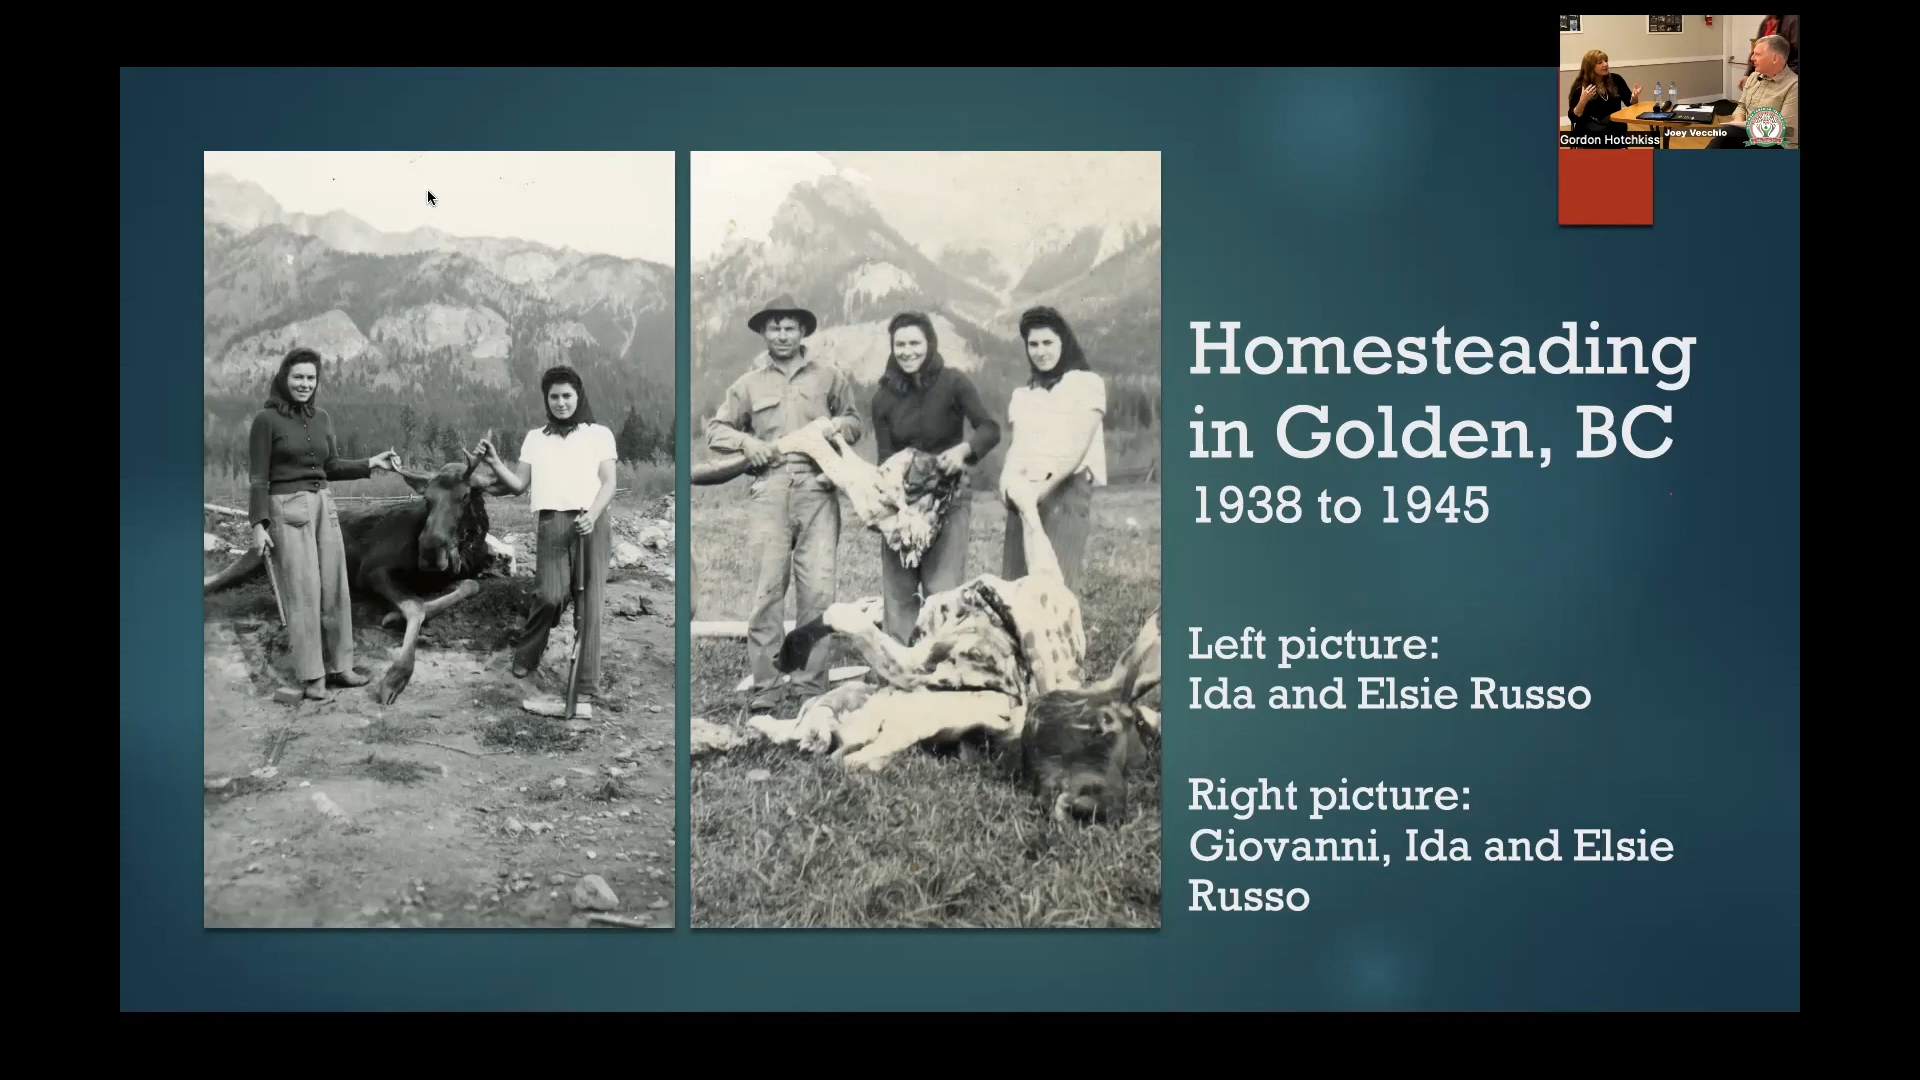 Gordon Hotchkiss
Joey Vecchio
Homesteading
in Golden, BC
1938 to 1945
Left picture:
Ida and Elsie Russo
Right picture:
Giovanni, Ida and Elsie
Russo